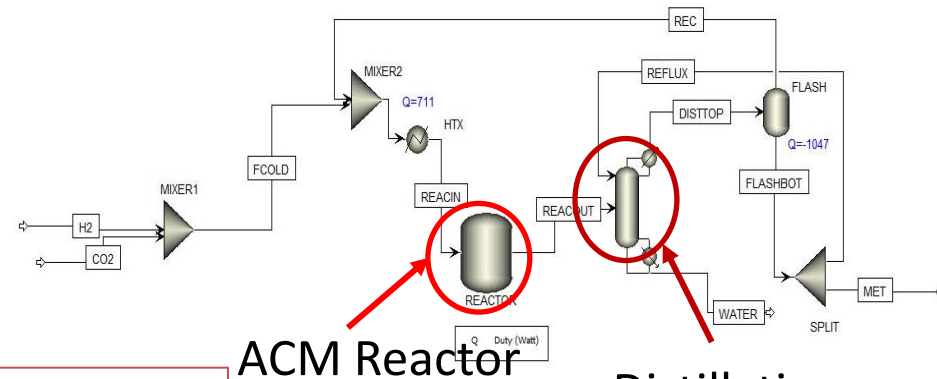 REC
MIXER2
REFLUX
FLASH
Q=711
HTX
DISTTOP
Q=-1047
FCOLD
MIXER1
FLASHBOT
REACIN
REACOUT
H2
CO2
MET
REACTOR
WATER
SPLIT
Q Duty (Watt)
ACM Reactor